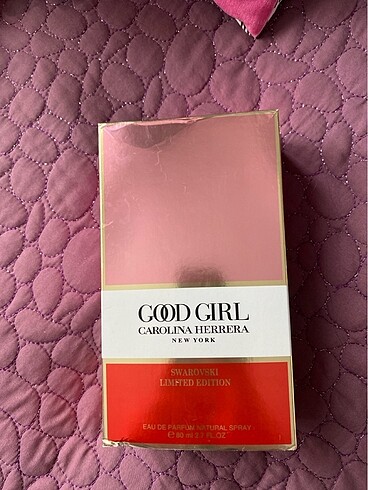 GOOD GIRL
CAROLINA HERRERA
NEW YORK
SWAROVSKI
LIMITED EDITION
EAU DE PARFUM NATURAL SPRAY
℮ 80 ml 2.7 FL.OZ